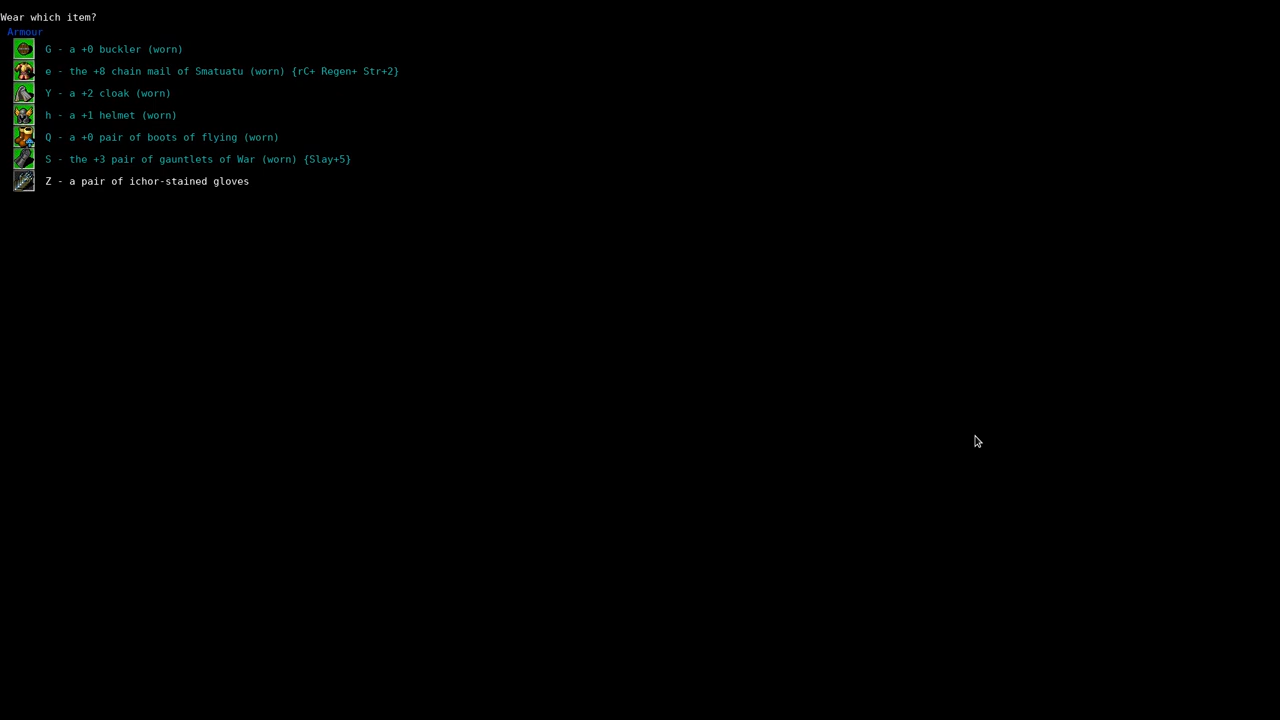 Wear which item?
Armour
G - a +0 buckler (worn)
e - the +8 chain mail of Smatuatu (worn) {rC+ Regen+ Str+2}
Y - a +2 cloak (worn)
h - a +1 helmet (worn)
Q - a +0 pair of boots of flying (worn)
S - the +3 pair of gauntlets of War (worn) {Slay+5}
Z - a pair of ichor-stained gloves